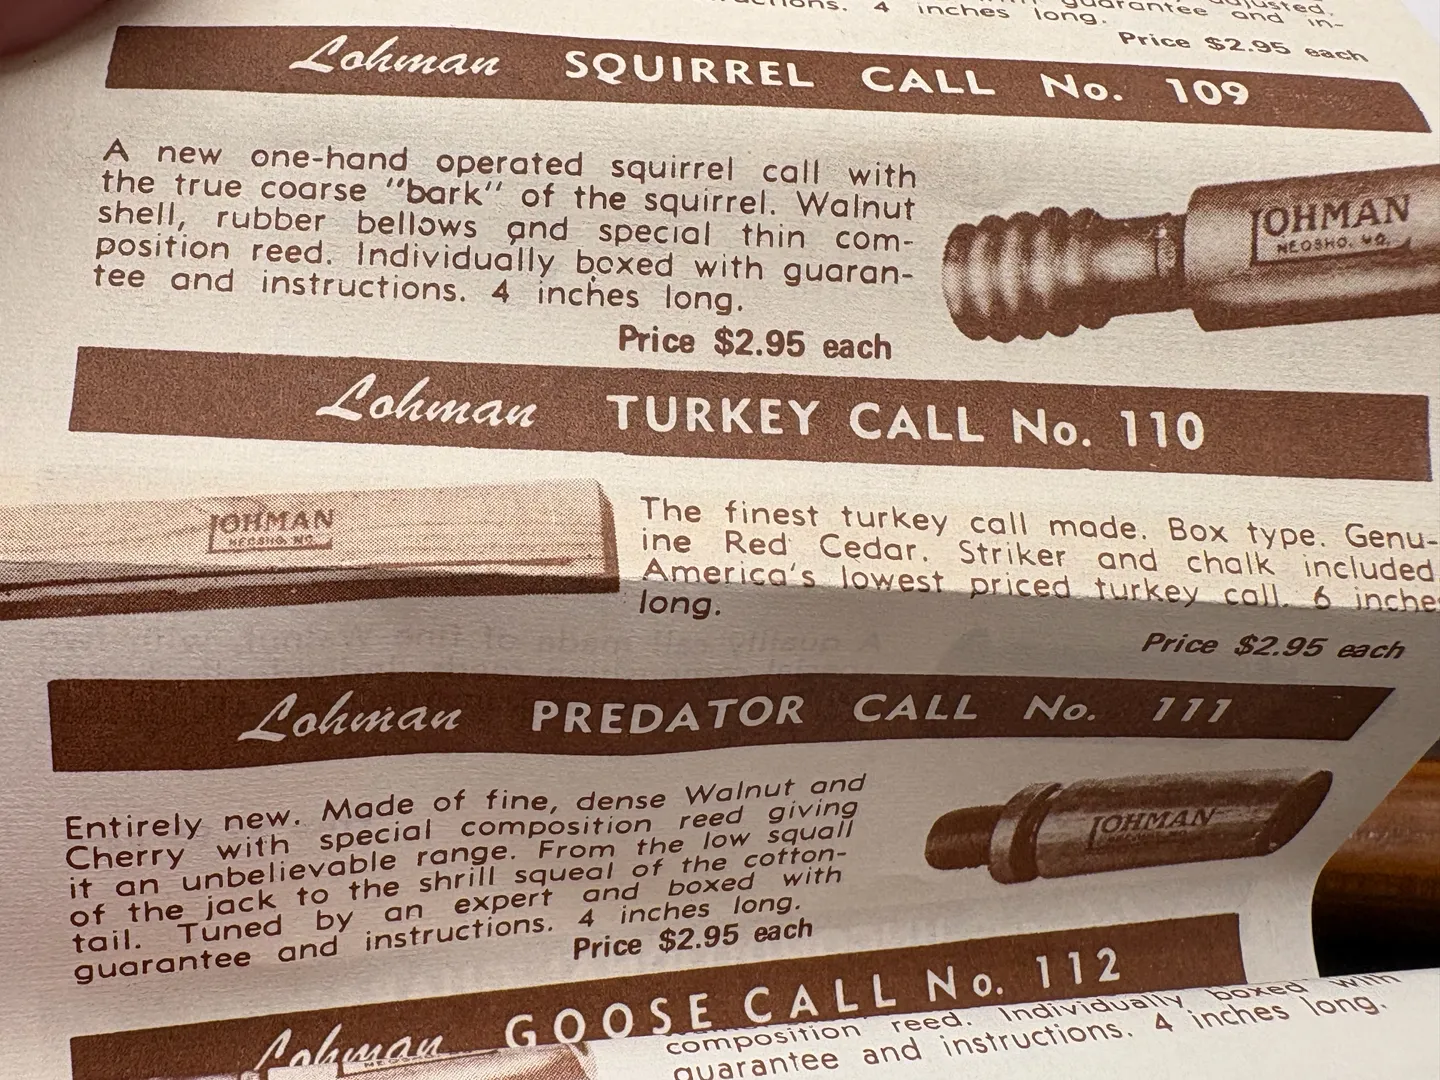 ctions. 4 inches long.
guarantee and in-
Price $2.95 each
Lohman SQUIRREL CALL No. 109
A new one-hand operated squirrel call with
the true coarse "bark" of the squirrel. Walnut
shell, rubber bellows and special thin com-
position reed. Individually boxed with guaran-
tee and instructions. 4 inches long.
Price $2.95 each
LOHMAN
NEOSHO, MO.
Lohman TURKEY CALL No. 110
LOHMAN
NEOSHO, MO.
The finest turkey call made. Box type. Genu-
ine Red Cedar. Striker and chalk included
America's lowest priced turkey call. 6 inche
long.
Price $2.95 each
Lohman PREDATOR CALL No. 111
Entirely new. Made of fine, dense Walnut and
Cherry with special composition reed giving
it an unbelievable range. From the low squall
of the jack to the shrill squeal of the cotton-
tail. Tuned by an expert and boxed with
guarantee and instructions. 4 inches long.
Price $2.95 each
LOHMAN
Lohman GOOSE CALL No. 112
composition reed. Individually boxed with
guarantee and instructions. 4 inches long.